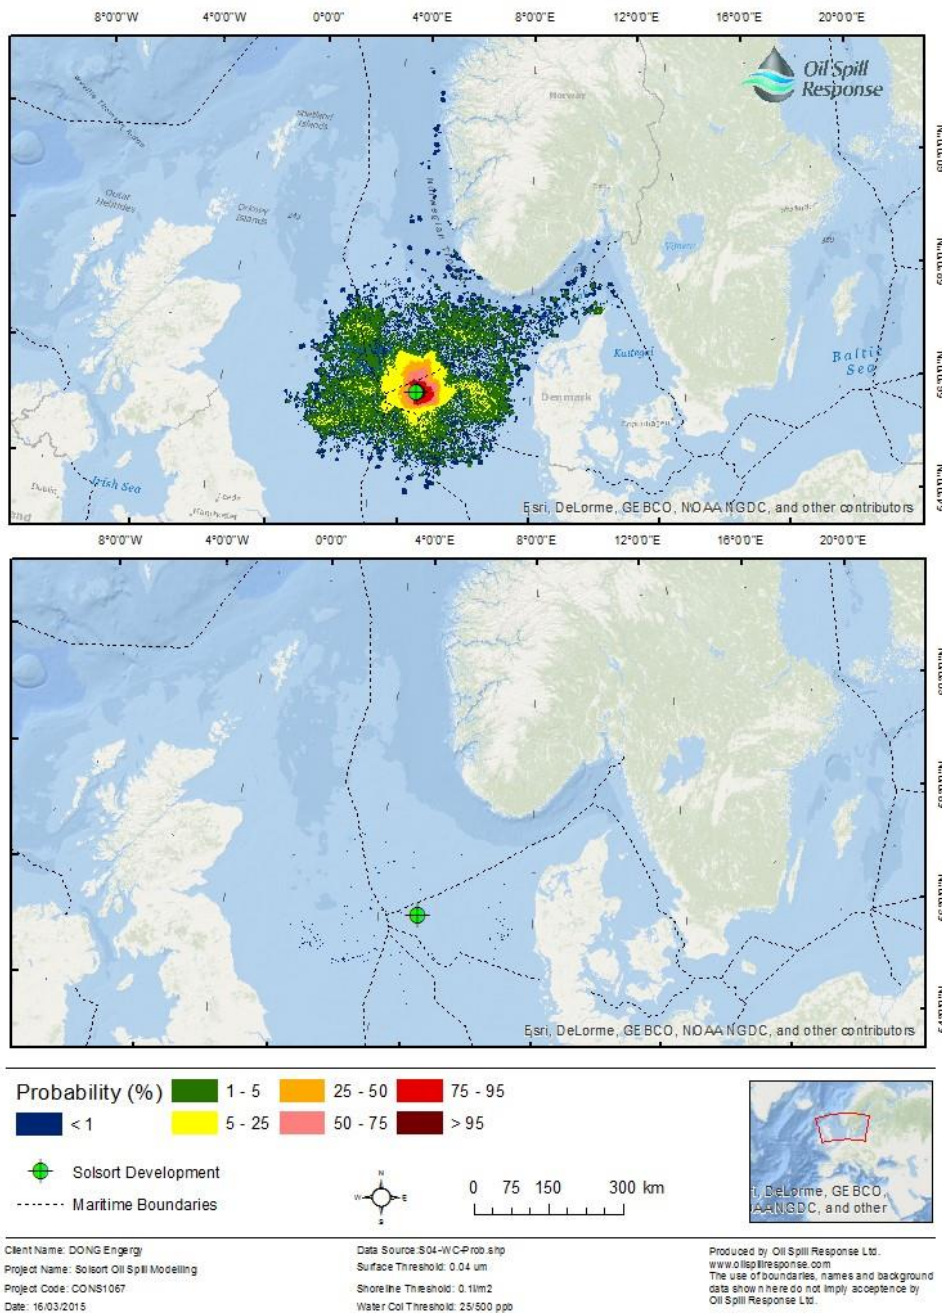 8°0'0"W 4°0'0"W 0°0'0" 4°0'0"E 8°0'0"E 12°0'0"E 16°0'0"E 20°0'0"E
Oil Spill
Response
Norway
Shetland
Islands
Outer
Hebrides
Orkney
Islands
Kattegat
Baltic
Sea
Denmark
Copenhagen
Irish Sea
Dublin
Leeds
Manchester
Esri, DeLorme, GEBCO, NOAA NGDC, and other contributors
8°0'0"W 4°0'0"W 0°0'0" 4°0'0"E 8°0'0"E 12°0'0"E 16°0'0"E 20°0'0"E
Esri, DeLorme, GEBCO, NOAA NGDC, and other contributors
Probability (%)
< 1
1 - 5
5 - 25
25 - 50
50 - 75
75 - 95
> 95
Solsort Development
Maritime Boundaries
N
W E
S
0 75 150 300 km
DeLorme, GEBCO,
NGDC, and other
Client Name: DONG Engergy
Project Name: Solsort Oil Spill Modelling
Project Code: CONS1067
Date: 16/03/2015
Data Source:S04-WC-Prob.shp
Surface Threshold: 0.04 um
Shoreline Threshold: 0.1l/m2
Water Col Threshold: 25/500 ppb
Produced by Oil Spill Response Ltd.
www.oilspillresponse.com
The use of boundaries, names and background
data shown here do not imply acceptence by
Oil Spill Response Ltd.